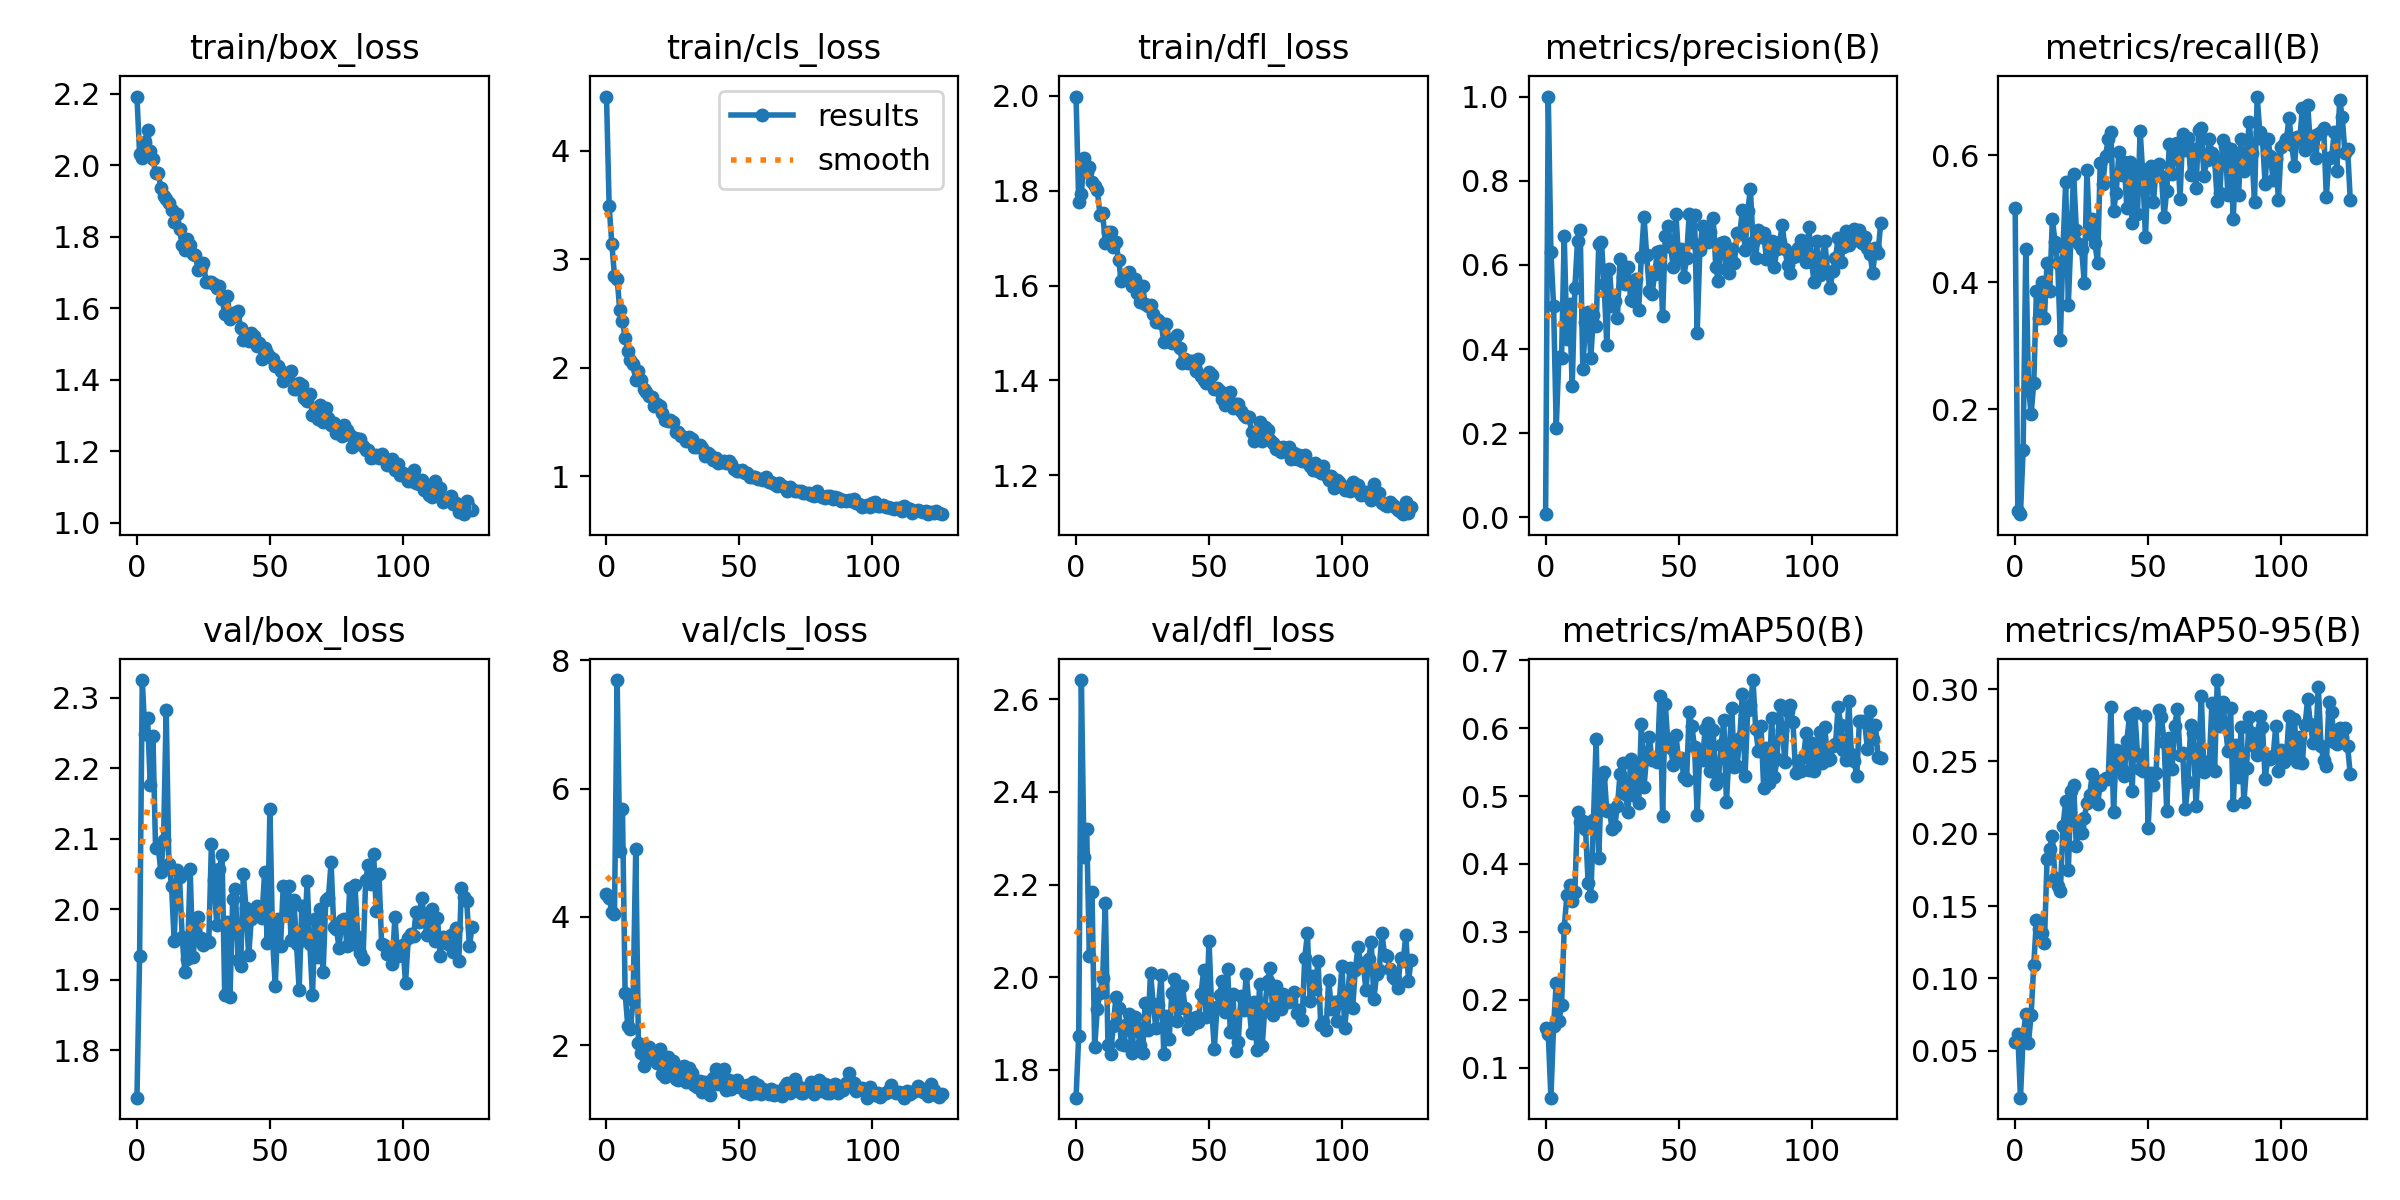 train/box_loss
train/cls_loss
train/dfl_loss
metrics/precision(B)
metrics/recall(B)
2.2
2.0
1.8
1.6
1.4
1.2
1.0
0 50 100
results
smooth
4
3
2
1
0 50 100
2.0
1.8
1.6
1.4
1.2
0 50 100
1.0
0.8
0.6
0.4
0.2
0.0
0 50 100
0.6
0.4
0.2
0 50 100
val/box_loss
val/cls_loss
val/dfl_loss
metrics/mAP50(B)
metrics/mAP50-95(B)
2.3
2.2
2.1
2.0
1.9
1.8
0 50 100
8
6
4
2
0 50 100
2.6
2.4
2.2
2.0
1.8
0 50 100
0.7
0.6
0.5
0.4
0.3
0.2
0.1
0 50 100
0.30
0.25
0.20
0.15
0.10
0.05
0 50 100